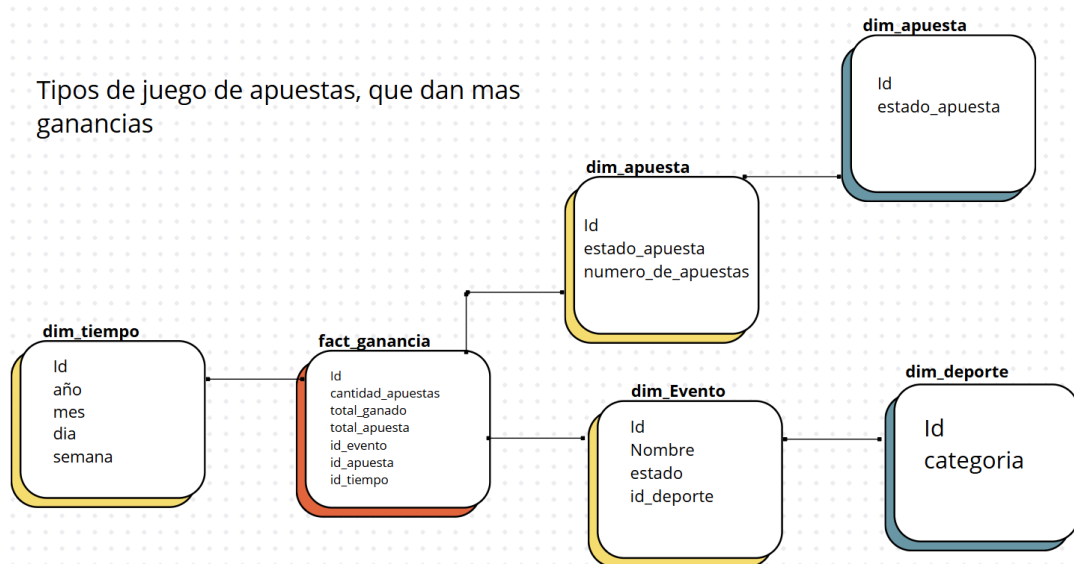 Tipos de juego de apuestas, que dan mas
ganancias
dim_apuesta
Id
estado_apuesta
dim_apuesta
Id
estado_apuesta
numero_de_apuestas
dim_tiempo
Id
año
mes
dia
semana
fact_ganancia
Id
cantidad_apuestas
total_ganado
total_apuesta
id_evento
id_apuesta
id_tiempo
dim_Evento
Id
Nombre
estado
id_deporte
dim_deporte
Id
categoria